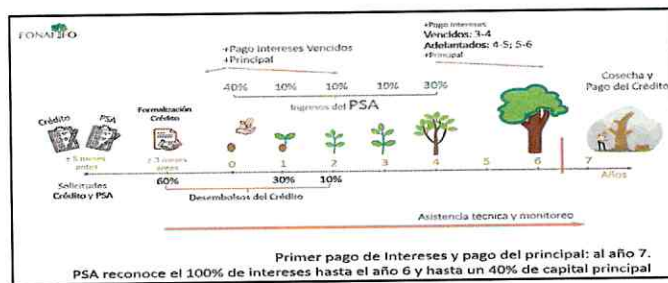 FONAFIFO
+Pago Intereses
Vencidos: 3-4
Adelantados: 4-5; 5-6
+Principal
+Pago Intereses Vencidos
+Principal
40% 10% 10% 10% 30%
Ingresos del PSA
Cosecha y
Pago del Crédito
Crédito PSA
Formalización
Crédito
± 5 meses
antes
± 3 meses
antes
0 1 2 3 4 5 6 7
Años
Solicitudes
Crédito y PSA
60% 30% 10%
Desembolsos del Crédito
Asistencia técnica y monitoreo
Primer pago de Intereses y pago del principal: al año 7.
PSA reconoce el 100% de intereses hasta el año 6 y hasta un 40% de capital principal